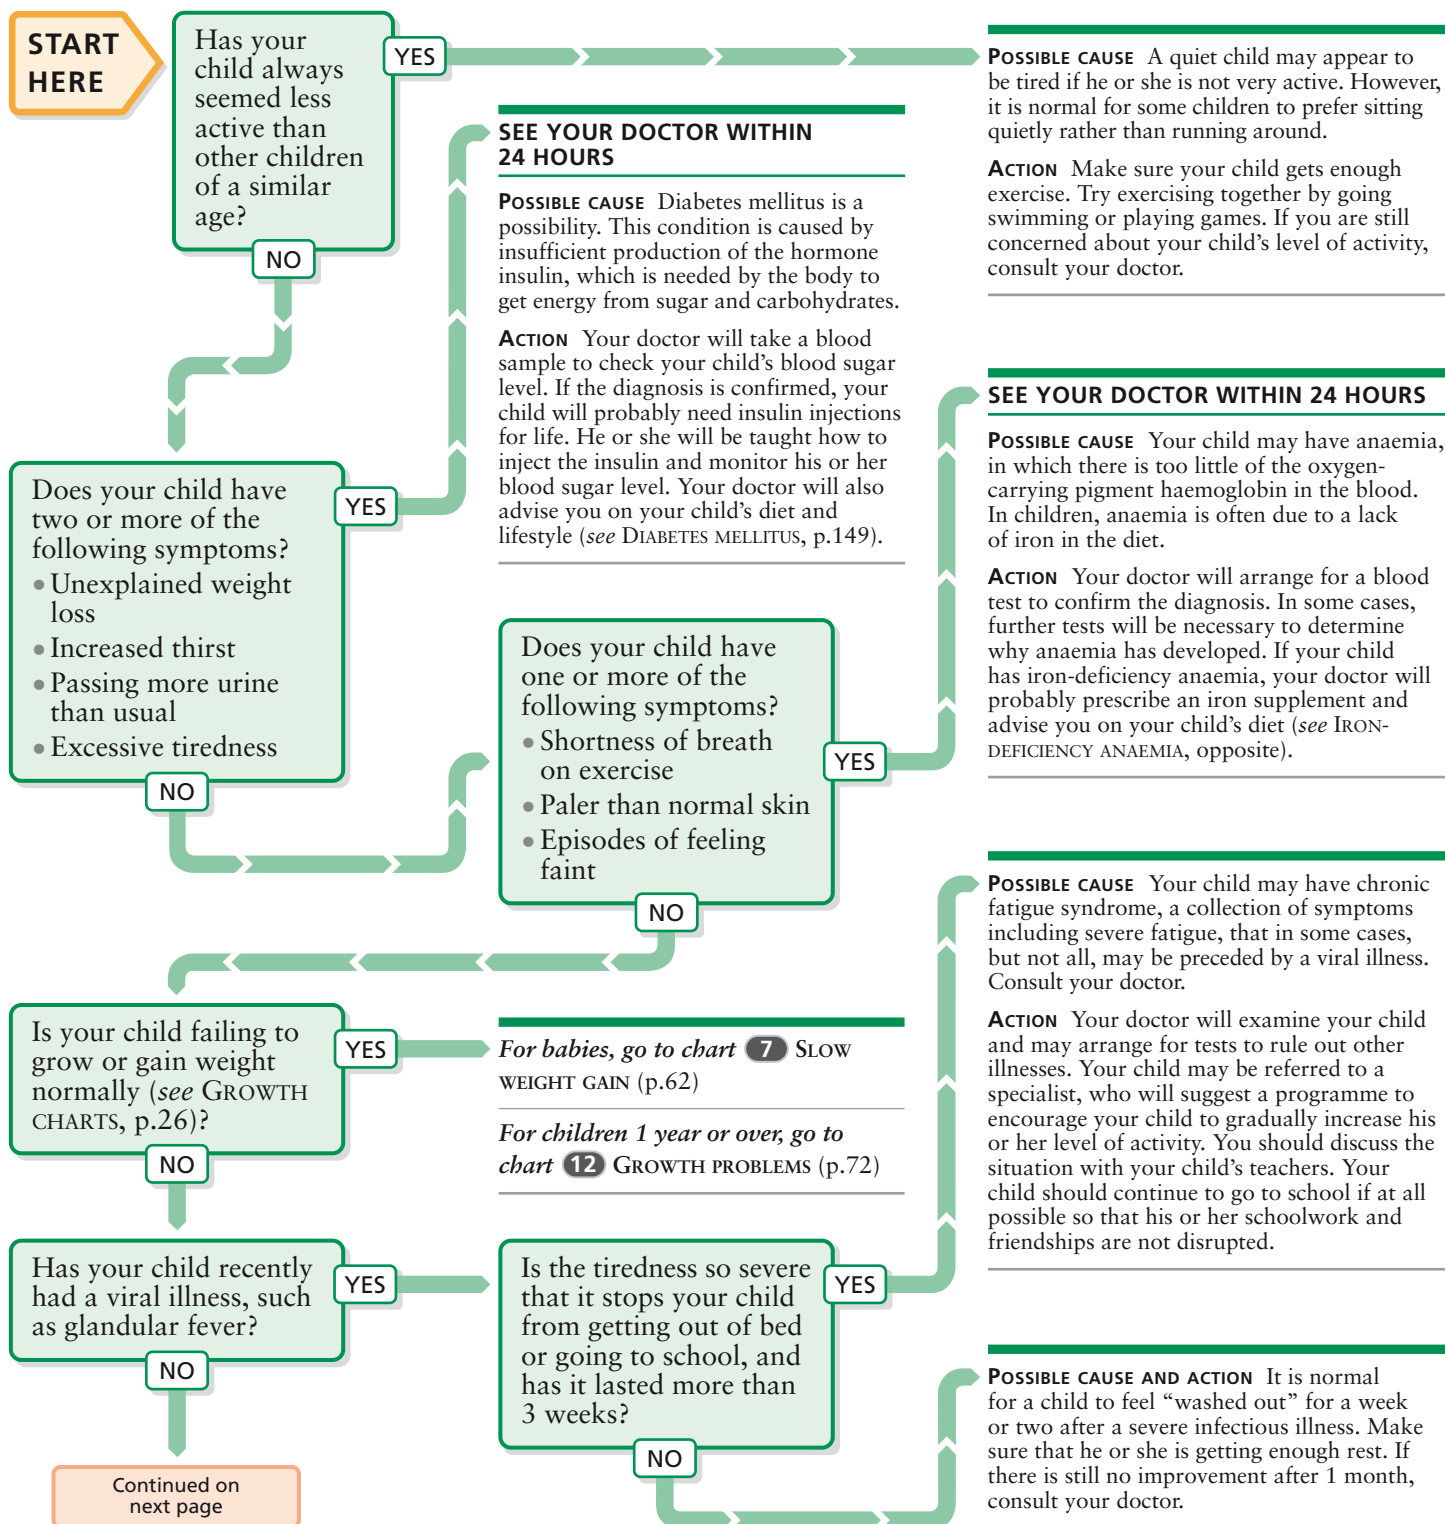 START
HERE
Has your
child always
seemed less
active than
other children
of a similar
age?
YES
NO
POSSIBLE CAUSE A quiet child may appear to
be tired if he or she is not very active. However,
it is normal for some children to prefer sitting
quietly rather than running around.
ACTION Make sure your child gets enough
exercise. Try exercising together by going
swimming or playing games. If you are still
concerned about your child's level of activity,
consult your doctor.
Does your child have
two or more of the
following symptoms?
• Unexplained weight
loss
• Increased thirst
• Passing more urine
than usual
• Excessive tiredness
YES
NO
SEE YOUR DOCTOR WITHIN
24 HOURS
POSSIBLE CAUSE Diabetes mellitus is a
possibility. This condition is caused by
insufficient production of the hormone
insulin, which is needed by the body to
get energy from sugar and carbohydrates.
ACTION Your doctor will take a blood
sample to check your child's blood sugar
level. If the diagnosis is confirmed, your
child will probably need insulin injections
for life. He or she will be taught how to
inject the insulin and monitor his or her
blood sugar level. Your doctor will also
advise you on your child's diet and
lifestyle (see DIABETES MELLITUS, p.149).
Does your child have
one or more of the
following symptoms?
• Shortness of breath
on exercise
• Paler than normal skin
• Episodes of feeling
faint
YES
NO
SEE YOUR DOCTOR WITHIN 24 HOURS
POSSIBLE CAUSE Your child may have anaemia,
in which there is too little of the oxygen-
carrying pigment haemoglobin in the blood.
In children, anaemia is often due to a lack
of iron in the diet.
ACTION Your doctor will arrange for a blood
test to confirm the diagnosis. In some cases,
further tests will be necessary to determine
why anaemia has developed. If your child
has iron-deficiency anaemia, your doctor will
probably prescribe an iron supplement and
advise you on your child's diet (see IRON-
DEFICIENCY ANAEMIA, opposite).
Is your child failing to
grow or gain weight
normally (see GROWTH
CHARTS, p.26)?
YES
NO
For babies, go to chart 7 SLOW
WEIGHT GAIN (p.62)
For children 1 year or over, go to
chart 12 GROWTH PROBLEMS (p.72)
Has your child recently
had a viral illness, such
as glandular fever?
YES
NO
Is the tiredness so severe
that it stops your child
from getting out of bed
or going to school, and
has it lasted more than
3 weeks?
YES
NO
POSSIBLE CAUSE Your child may have chronic
fatigue syndrome, a collection of symptoms
including severe fatigue, that in some cases,
but not all, may be preceded by a viral illness.
Consult your doctor.
ACTION Your doctor will examine your child
and may arrange for tests to rule out other
illnesses. Your child may be referred to a
specialist, who will suggest a programme to
encourage your child to gradually increase his
or her level of activity. You should discuss the
situation with your child's teachers. Your
child should continue to go to school if at all
possible so that his or her schoolwork and
friendships are not disrupted.
POSSIBLE CAUSE AND ACTION It is normal
for a child to feel “washed out” for a week
or two after a severe infectious illness. Make
sure that he or she is getting enough rest. If
there is still no improvement after 1 month,
consult your doctor.
Continued on
next page